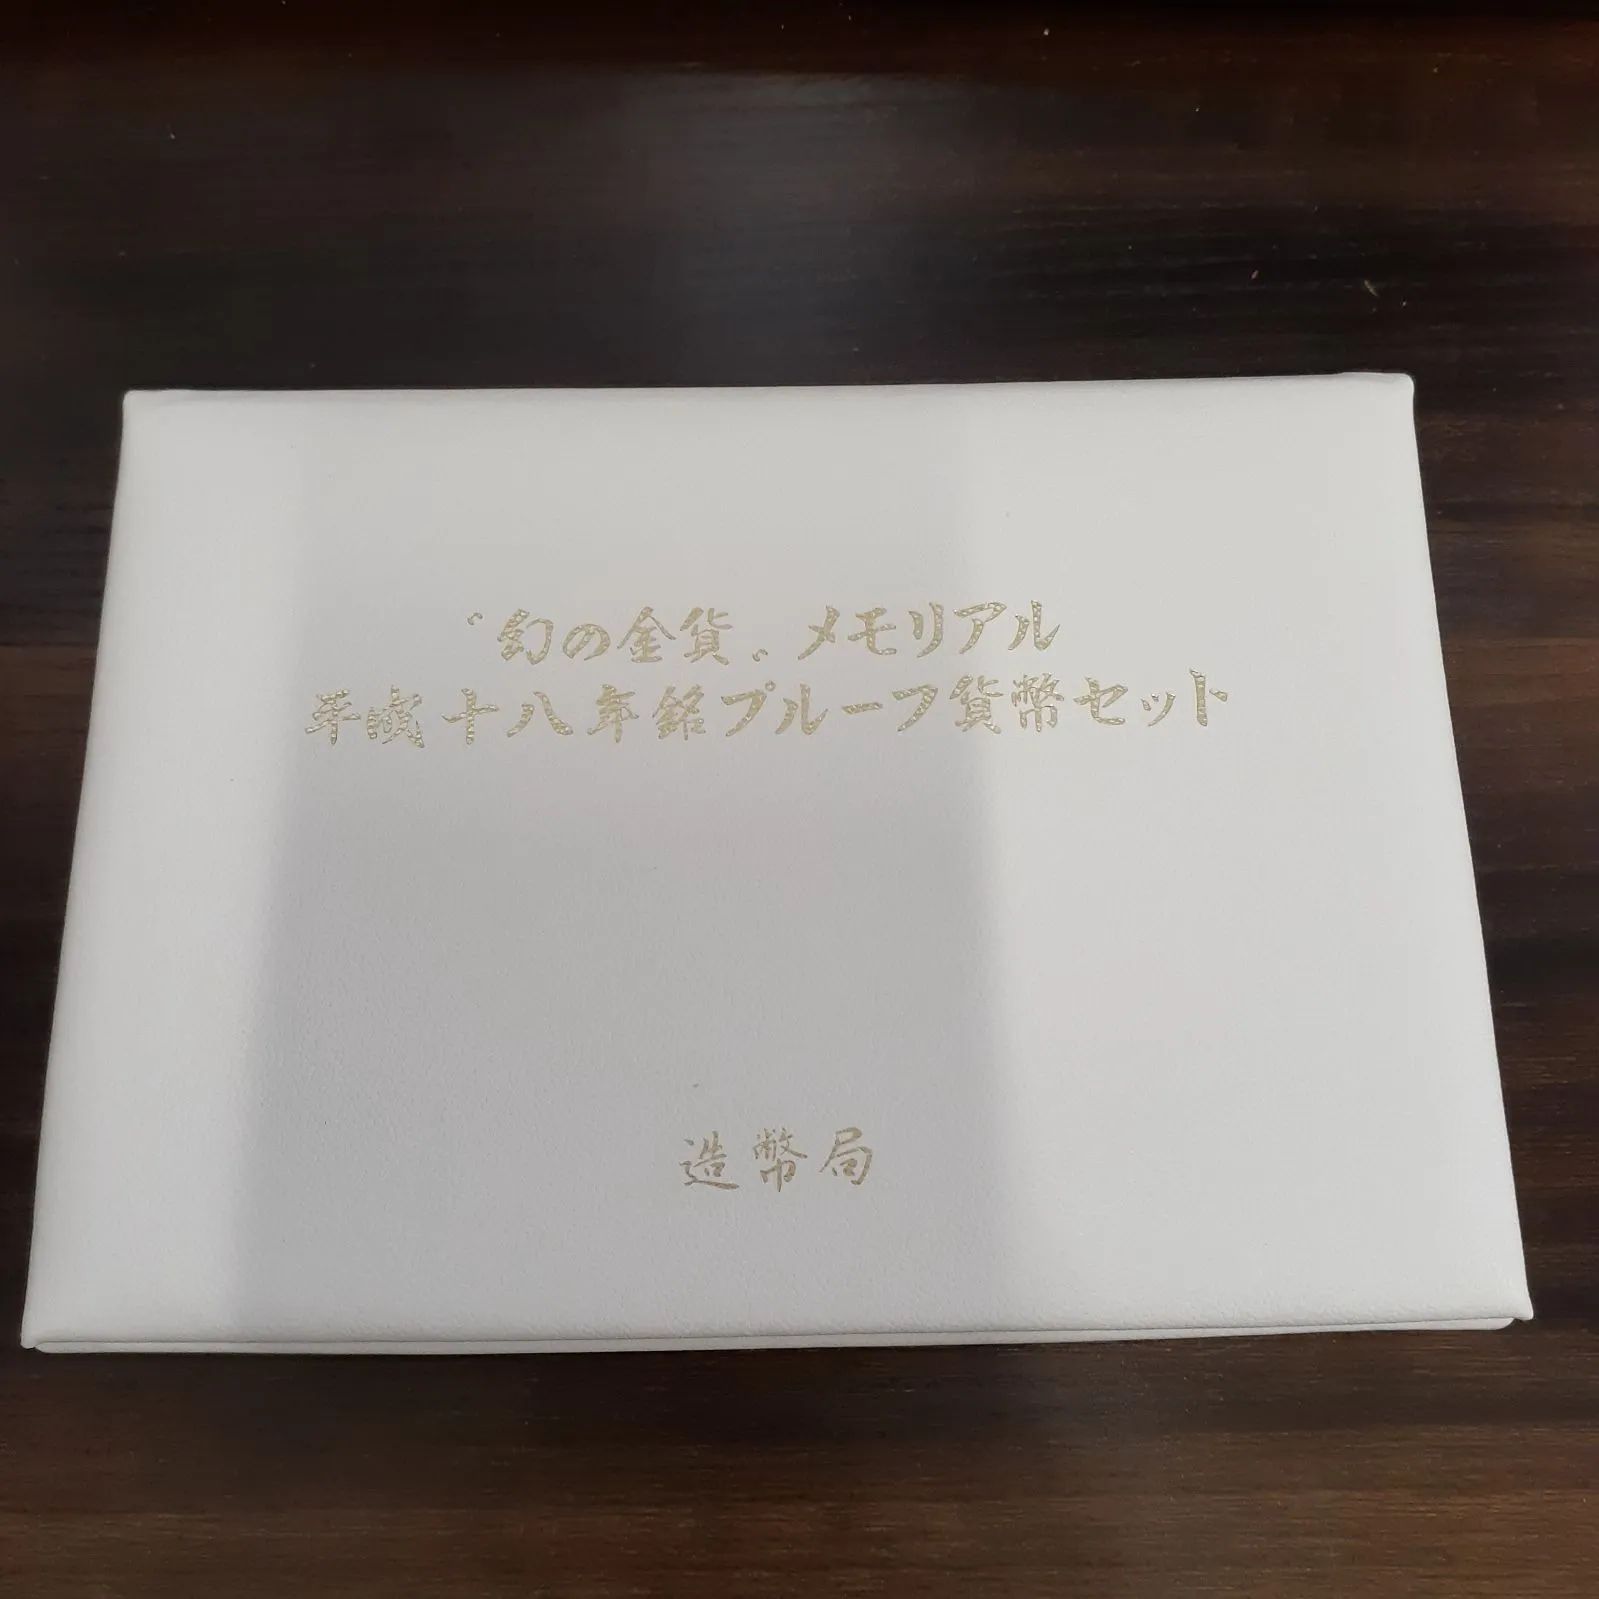 〝幻の金貨〟メモリアル
平成十八年銘プルーフ貨幣セット
造幣局